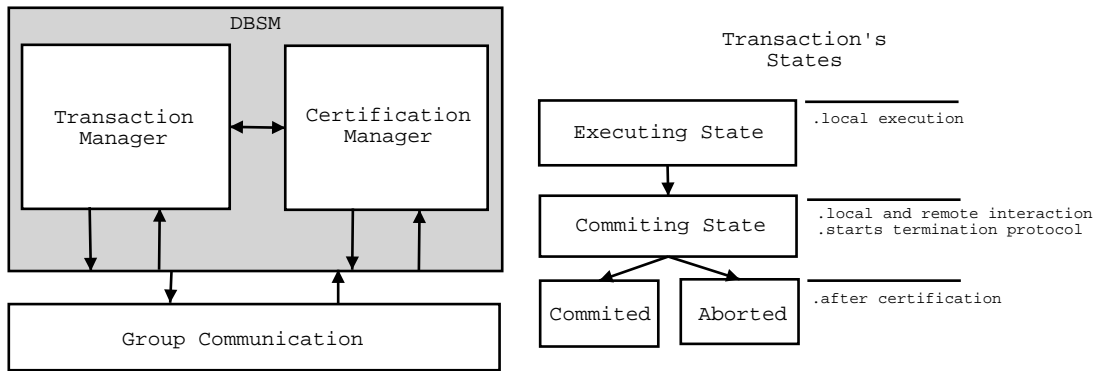 DBSM
Transaction
Manager
Certification
Manager
Group Communication
Transaction's
States
Executing State
.local execution
Commiting State
.local and remote interaction
.starts termination protocol
Commited
Aborted
.after certification